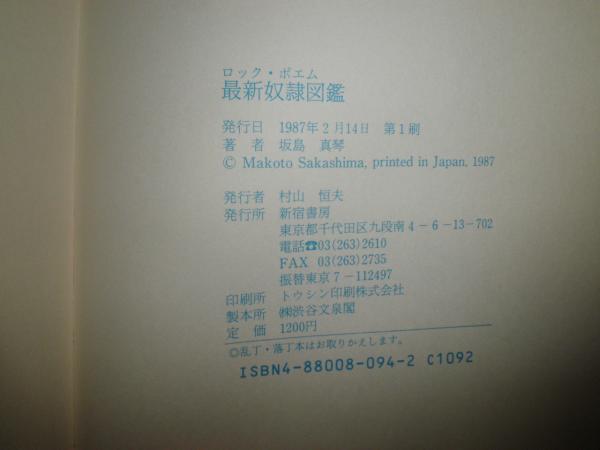 ロック・ポエム
最新奴隷図鑑
発行日 1987年2月14日 第1刷
著者 坂島 真琴
© Makoto Sakashima, printed in Japan, 1987
発行者 村山 恒夫
発行所 新宿書房
東京都千代田区九段南4-6-13-702
電話☎03(263)2610
FAX 03(263)2735
振替東京7-112497
印刷所 トウシン印刷株式会社
製本所 ㈱渋谷文泉閣
定価 1200円
◎乱丁・落丁本はお取りかえします。
ISBN4-88008-094-2 C1092